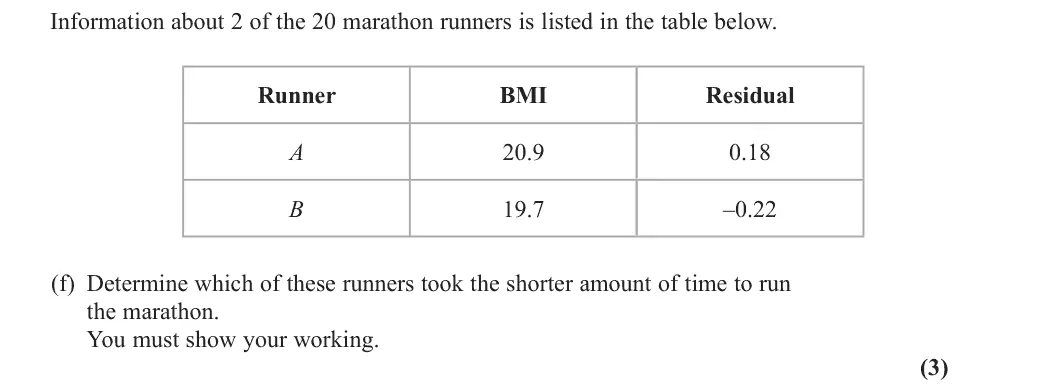 Information about 2 of the 20 marathon runners is listed in the table below.
Runner BMI Residual
A 20.9 0.18
B 19.7 –0.22
(f) Determine which of these runners took the shorter amount of time to run
the marathon.
You must show your working.
(3)